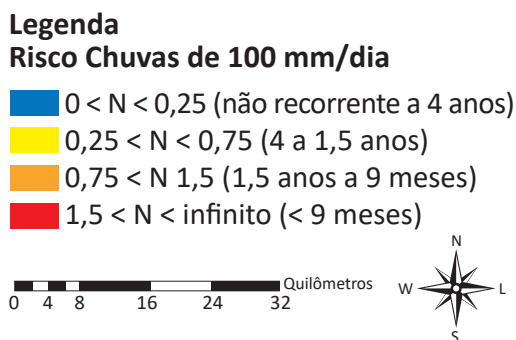 Legenda
Risco Chuvas de 100 mm/dia
0 < N < 0,25 (não recorrente a 4 anos)
0,25 < N < 0,75 (4 a 1,5 anos)
0,75 < N 1,5 (1,5 anos a 9 meses)
1,5 < N < infinito (< 9 meses)
Quilômetros
0 4 8 16 24 32
N
W L
S